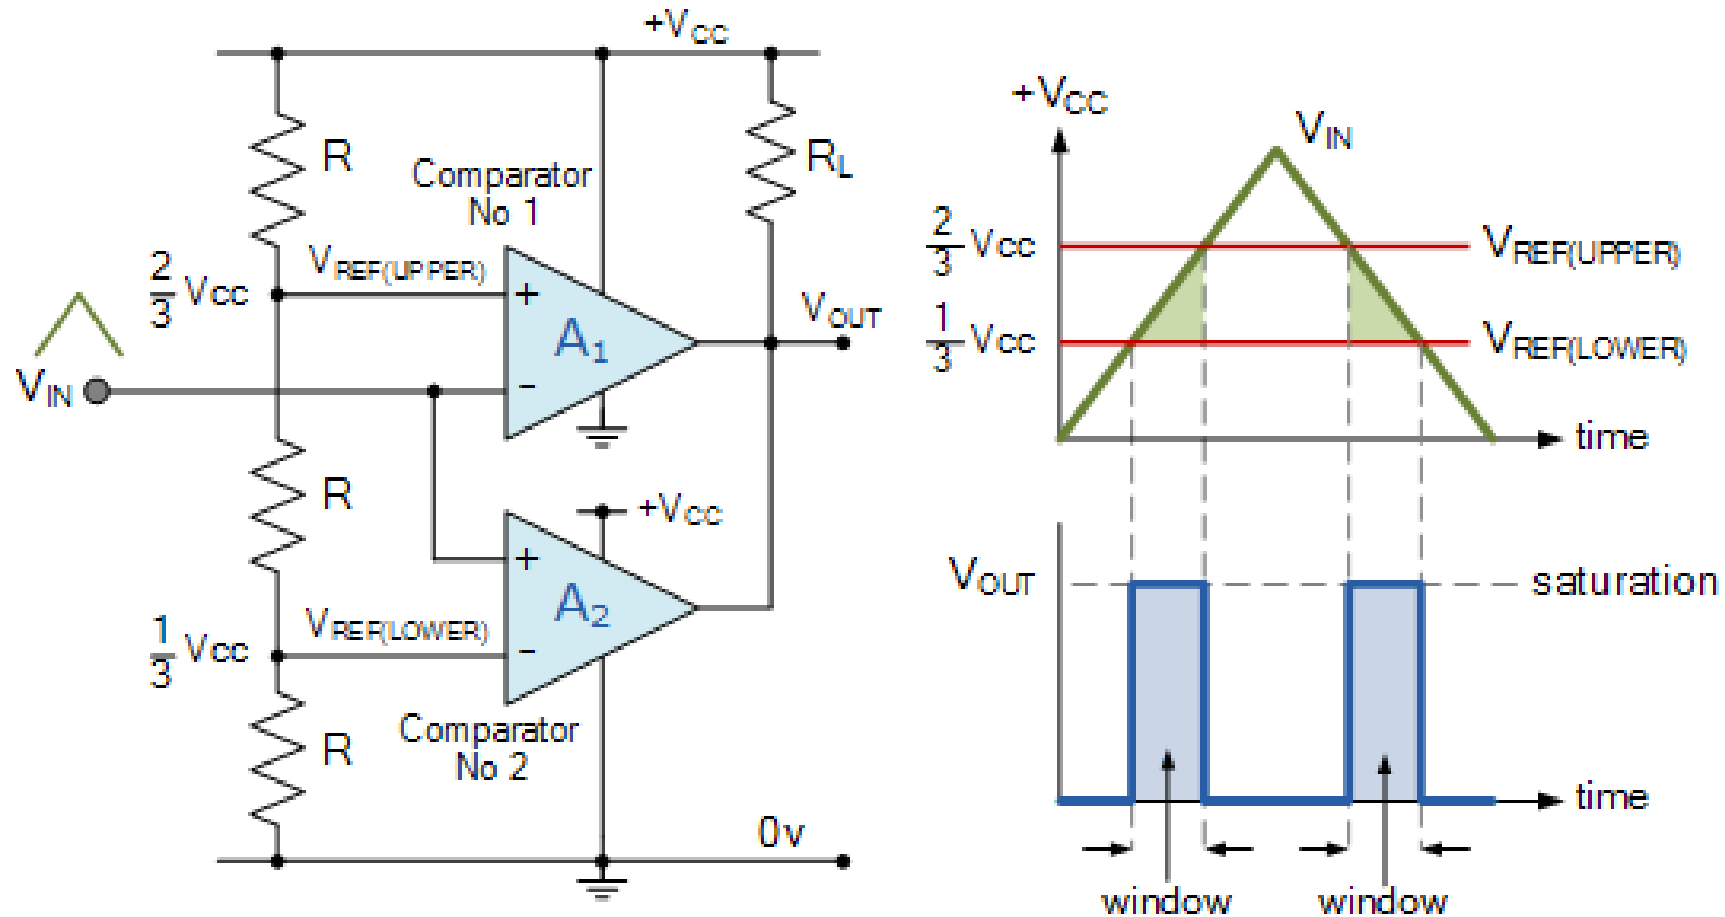 +VCC
R
RL
Comparator
No 1
2/3 VCC
VREF(UPPER)
+
A1
-
VOUT
VIN
R
+VCC
+
A2
-
1/3 VCC
VREF(LOWER)
R
Comparator
No 2
0v
+VCC
VIN
2/3 VCC
VREF(UPPER)
1/3 VCC
VREF(LOWER)
time
VOUT
saturation
time
window
window